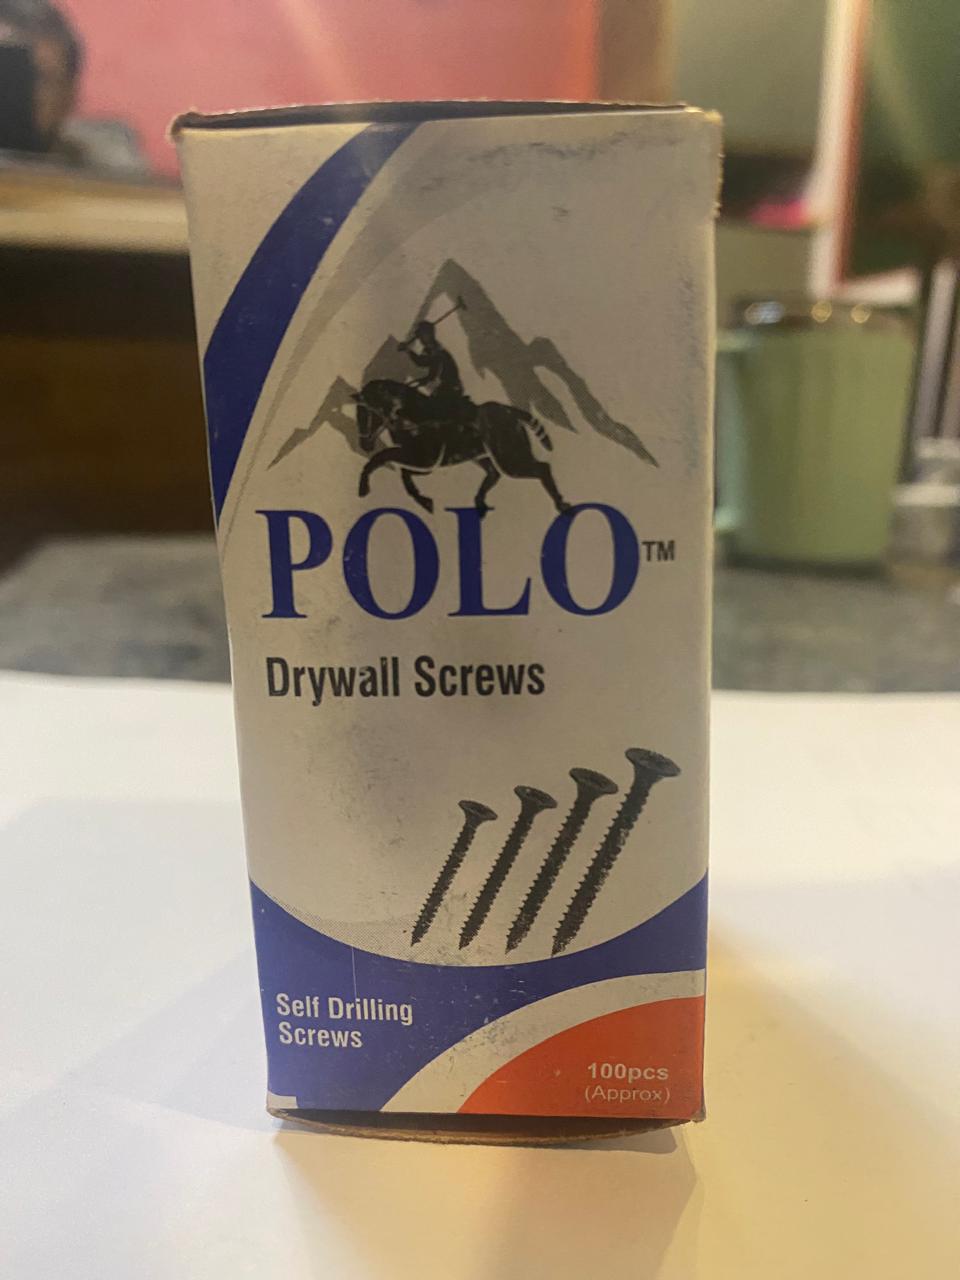 POLO™
Drywall Screws
Self Drilling
Screws
100pcs
(Approx)